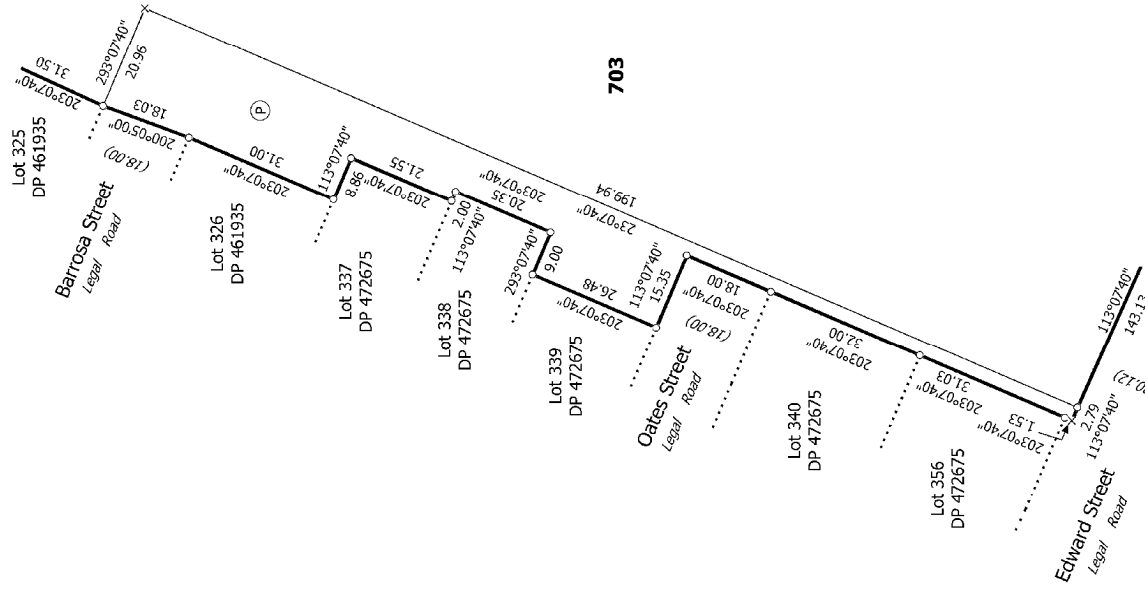 Lot 325
DP 461935
31.50
203°07'40"
293°07'40"
20.96
18.03
200°05'00"
(18.00)
Barrosa Street
Legal Road
P
703
31.00
203°07'40"
Lot 326
DP 461935
113°07'40"
8.86
21.55
203°07'40"
Lot 337
DP 472675
2.00
113°07'40"
20.35
203°07'40"
Lot 338
DP 472675
293°07'40"
9.00
199.94
23°07'40"
26.48
203°07'40"
Lot 339
DP 472675
113°07'40"
15.35
(18.00)
Oates Street
Legal Road
18.00
203°07'40"
32.00
203°07'40"
Lot 340
DP 472675
31.03
203°07'40"
Lot 356
DP 472675
1.53
203°07'40"
2.79
113°07'40"
113°07'40"
143.13
0.12)
Edward Street
Legal Road